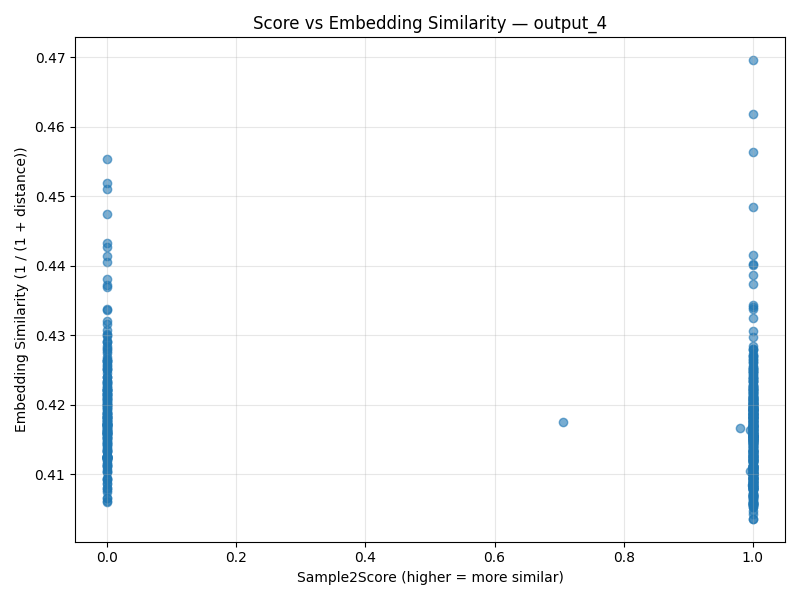 Score vs Embedding Similarity — output_4
Embedding Similarity (1 / (1 + distance))
0.47
0.46
0.45
0.44
0.43
0.42
0.41
0.0 0.2 0.4 0.6 0.8 1.0
Sample2Score (higher = more similar)